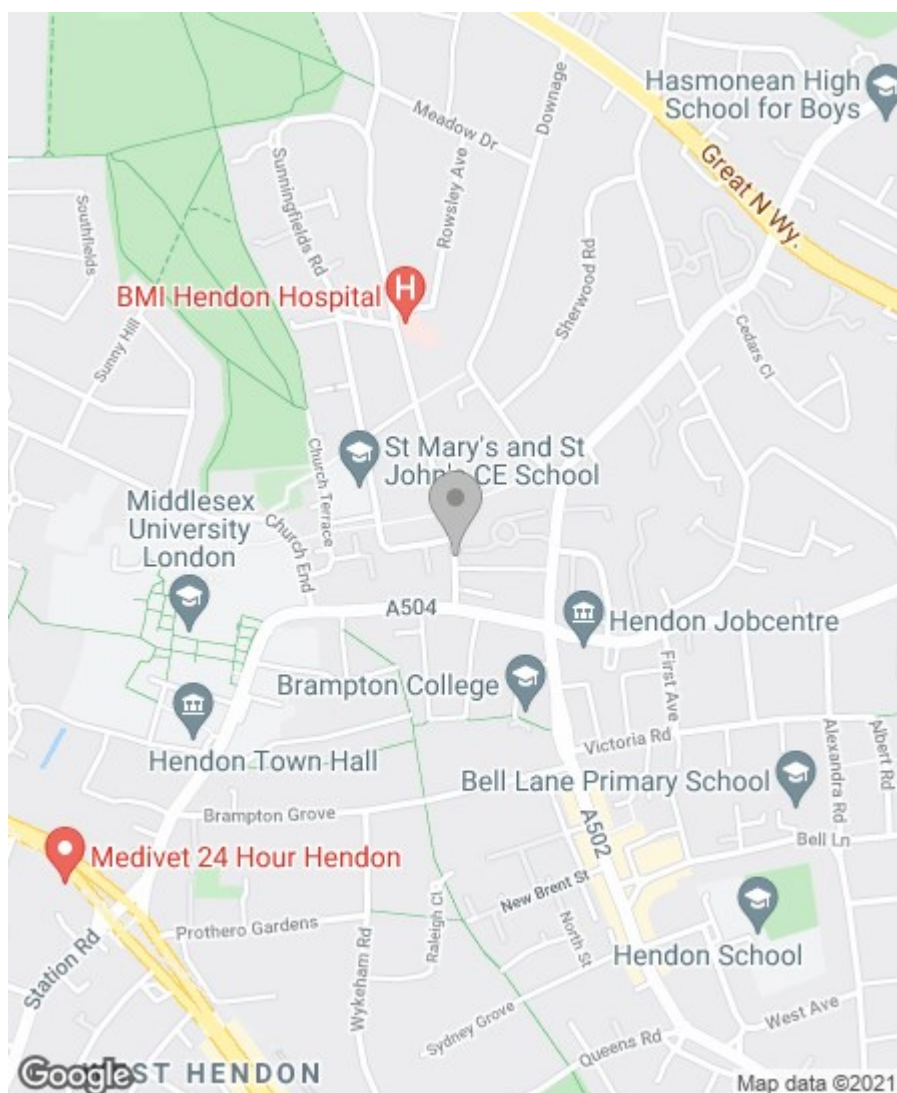 Hasmonean High
School for Boys
Meadow Dr
Downage
Great N Wy.
Rowsley Ave
Sunningfields Rd
Southfields
BMI Hendon Hospital
H
Sherwood Rd
Sunny Hill
Cedars Cl
St Mary's and St
John's CE School
Church Terrace
Middlesex
University
London
Church End
A504
Hendon Jobcentre
First Ave
Brampton College
Hendon Town Hall
Victoria Rd
Alexandra Rd
Albert Rd
Bell Lane Primary School
Brampton Grove
A502
Bell Ln
Medivet 24 Hour Hendon
New Brent St
Raleigh Cl
North St
Prothero Gardens
Wykeham Rd
Hendon School
Station Rd
Sydney Grove
West Ave
Queens Rd
Google
WEST HENDON
Map data ©2021